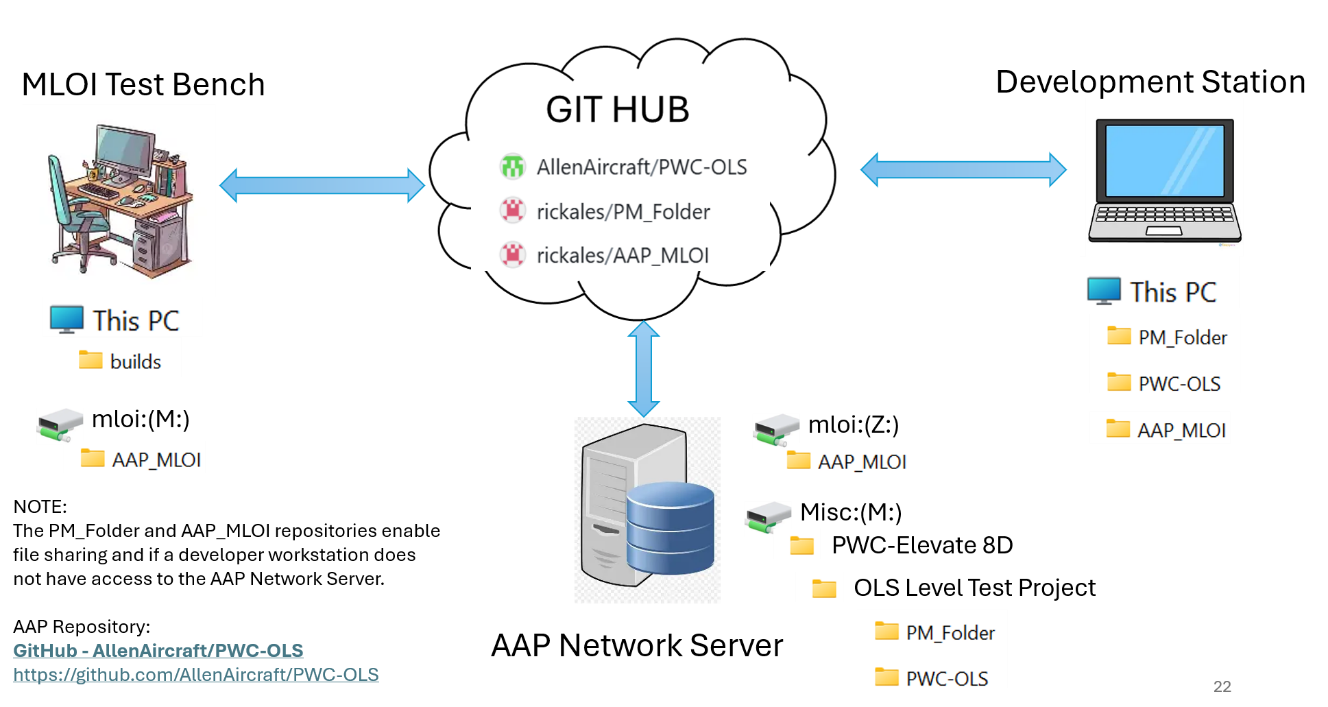 MLOI Test Bench
This PC
builds
mloi:(M:)
AAP_MLOI
NOTE:
The PM_Folder and AAP_MLOI repositories enable
file sharing and if a developer workstation does
not have access to the AAP Network Server.
AAP Repository:
GitHub - AllenAircraft/PWC-OLS
https://github.com/AllenAircraft/PWC-OLS
GIT HUB
AllenAircraft/PWC-OLS
rickales/PM_Folder
rickales/AAP_MLOI
AAP Network Server
mloi:(Z:)
AAP_MLOI
Misc:(M:)
PWC-Elevate 8D
OLS Level Test Project
PM_Folder
PWC-OLS
Development Station
This PC
PM_Folder
PWC-OLS
AAP_MLOI
22